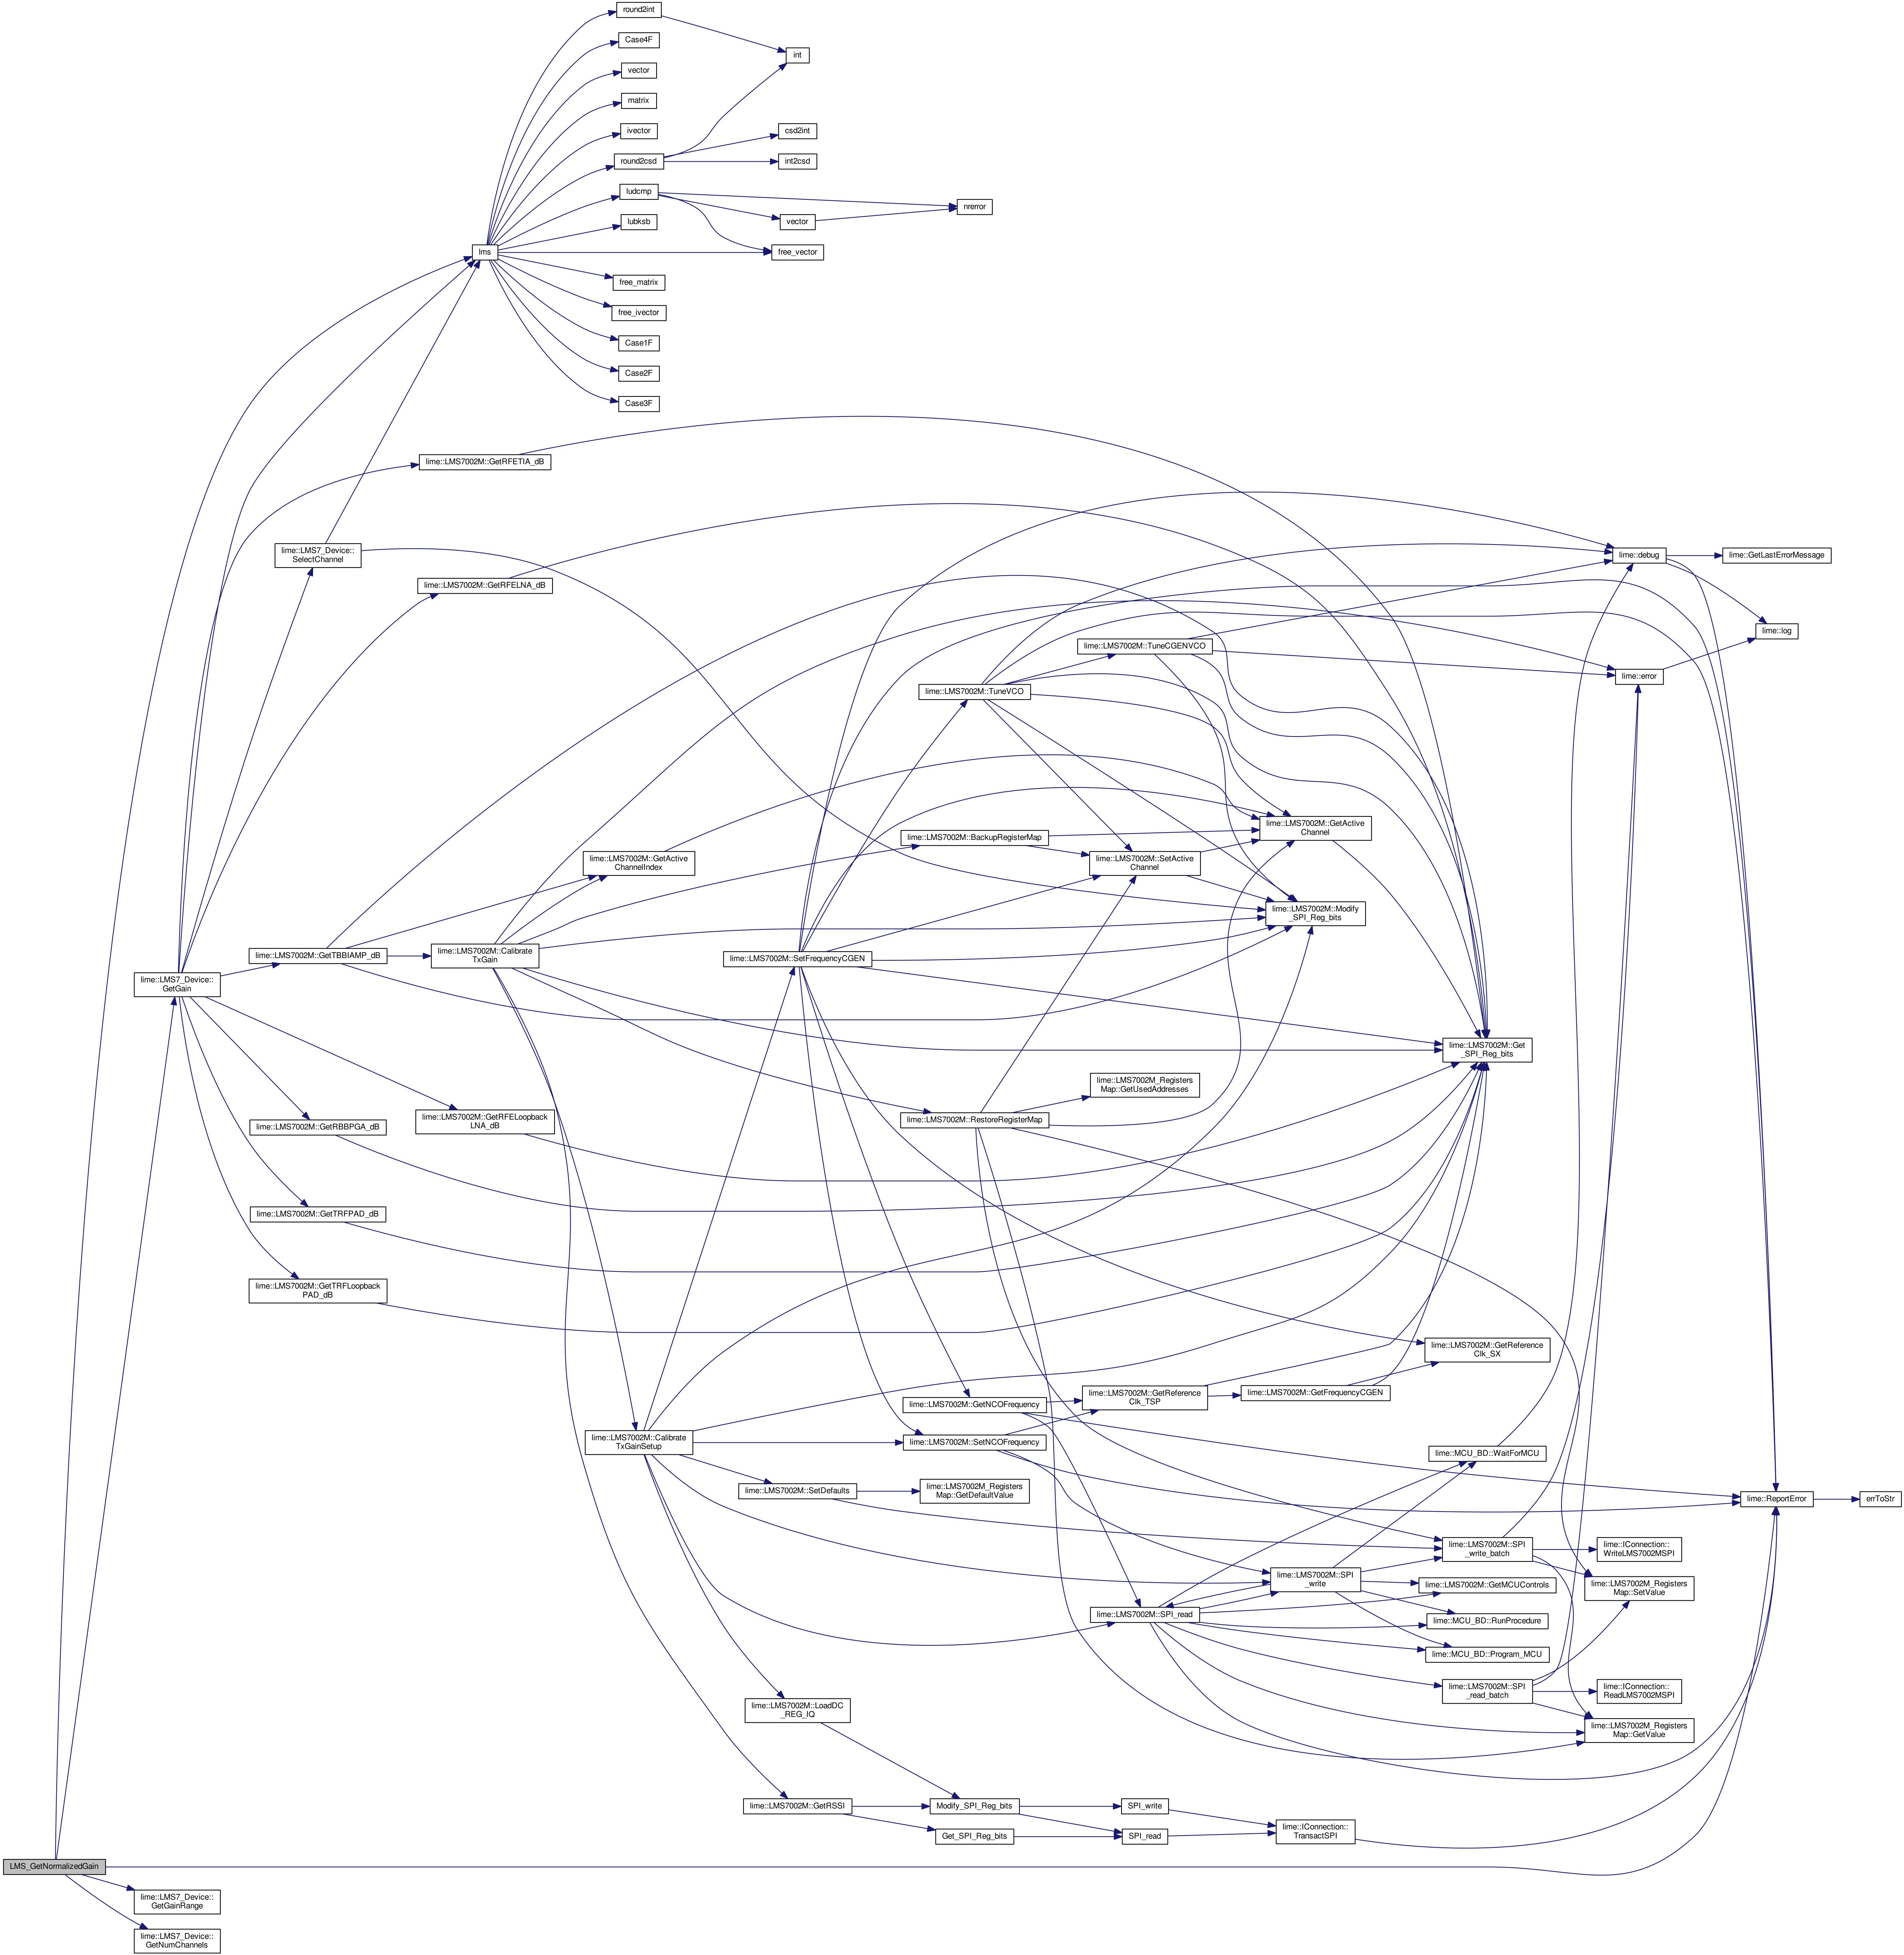 round2int
Case4F
int
vector
matrix
ivector
csd2int
round2csd
int2csd
ludcmp
nrerror
lubksb
vector
lms
free_vector
free_matrix
free_ivector
Case1F
Case2F
Case3F
lime::LMS7002M::GetRFETIA_dB
lime::LMS7_Device::
SelectChannel
lime::debug
lime::GetLastErrorMessage
lime::LMS7002M::GetRFELNA_dB
lime::log
lime::LMS7002M::TuneCGENVCO
lime::error
lime::LMS7002M::TuneVCO
lime::LMS7002M::GetActive
Channel
lime::LMS7002M::BackupRegisterMap
lime::LMS7002M::GetActive
ChannelIndex
lime::LMS7002M::SetActive
Channel
lime::LMS7002M::Modify
_SPI_Reg_bits
lime::LMS7002M::GetTBBIAMP_dB
lime::LMS7002M::Calibrate
TxGain
lime::LMS7002M::SetFrequencyCGEN
lime::LMS7_Device::
GetGain
lime::LMS7002M::Get
_SPI_Reg_bits
lime::LMS7002M_Registers
Map::GetUsedAddresses
lime::LMS7002M::GetRBBPGA_dB
lime::LMS7002M::GetRFELoopback
LNA_dB
lime::LMS7002M::RestoreRegisterMap
lime::LMS7002M::GetTRFPAD_dB
lime::LMS7002M::GetTRFLoopback
PAD_dB
lime::LMS7002M::GetReference
Clk_SX
lime::LMS7002M::GetNCOFrequency
lime::LMS7002M::GetReference
Clk_TSP
lime::LMS7002M::GetFrequencyCGEN
lime::LMS7002M::Calibrate
TxGainSetup
lime::LMS7002M::SetNCOFrequency
lime::MCU_BD::WaitForMCU
lime::LMS7002M::SetDefaults
lime::LMS7002M_Registers
Map::GetDefaultValue
lime::ReportError
errToStr
lime::LMS7002M::SPI
_write_batch
lime::IConnection::
WriteLMS7002MSPI
lime::LMS7002M::SPI
_write
lime::LMS7002M::GetMCUControls
lime::LMS7002M_Registers
Map::SetValue
lime::LMS7002M::SPI_read
lime::MCU_BD::RunProcedure
lime::MCU_BD::Program_MCU
lime::LMS7002M::SPI
_read_batch
lime::IConnection::
ReadLMS7002MSPI
lime::LMS7002M::LoadDC
_REG_IQ
lime::LMS7002M_Registers
Map::GetValue
lime::LMS7002M::GetRSSI
Modify_SPI_Reg_bits
SPI_write
Get_SPI_Reg_bits
SPI_read
lime::IConnection::
TransactSPI
LMS_GetNormalizedGain
lime::LMS7_Device::
GetGainRange
lime::LMS7_Device::
GetNumChannels